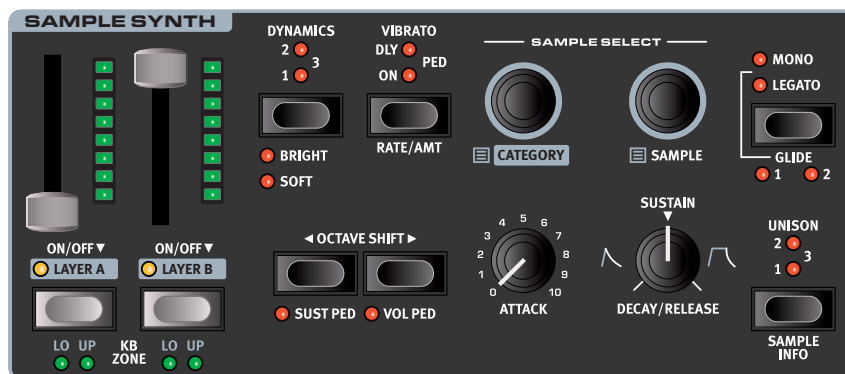 SAMPLE SYNTH
DYNAMICS
2
3
1
BRIGHT
SOFT
VIBRATO
DLY
PED
ON
RATE/AMT
SAMPLE SELECT
CATEGORY
SAMPLE
MONO
LEGATO
GLIDE
1 2
ON/OFF▼ ON/OFF▼
LAYER A LAYER B
LO UP KB ZONE LO UP
◄ OCTAVE SHIFT ►
SUST PED VOL PED
0 1 2 3 4 5 6 7 8 9 10
ATTACK
SUSTAIN
▼
DECAY/RELEASE
UNISON
2
3
1
SAMPLE
INFO